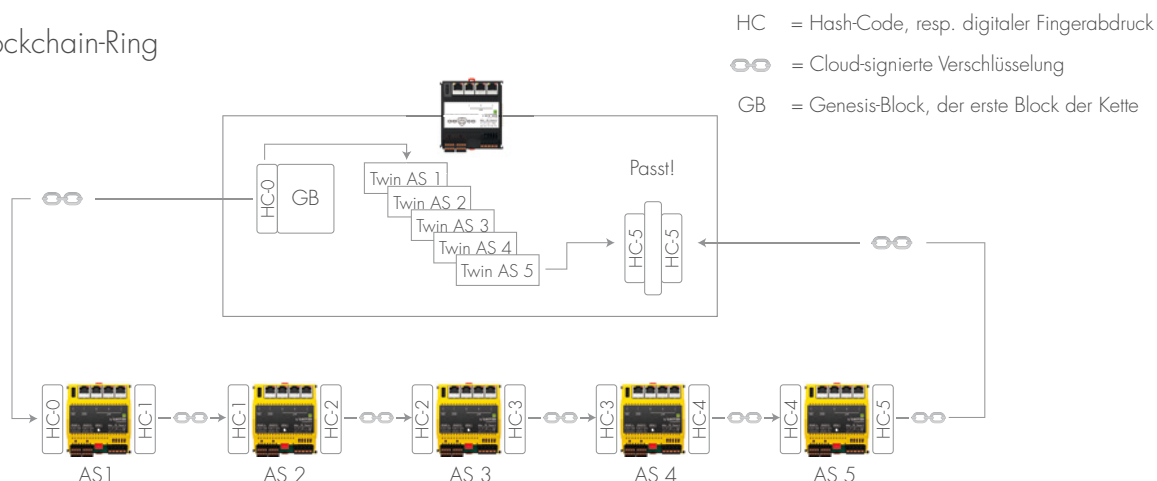 ockchain-Ring
HC = Hash-Code, resp. digitaler Fingerabdruck
= Cloud-signierte Verschlüsselung
GB = Genesis-Block, der erste Block der Kette
HC-0
GB
Twin AS 1
Twin AS 2
Twin AS 3
Twin AS 4
Twin AS 5
Passt!
HC-5
HC-5
HC-0
HC-1
HC-1
HC-2
HC-2
HC-3
HC-3
HC-4
HC-4
HC-5
AS1
AS 2
AS 3
AS 4
AS 5